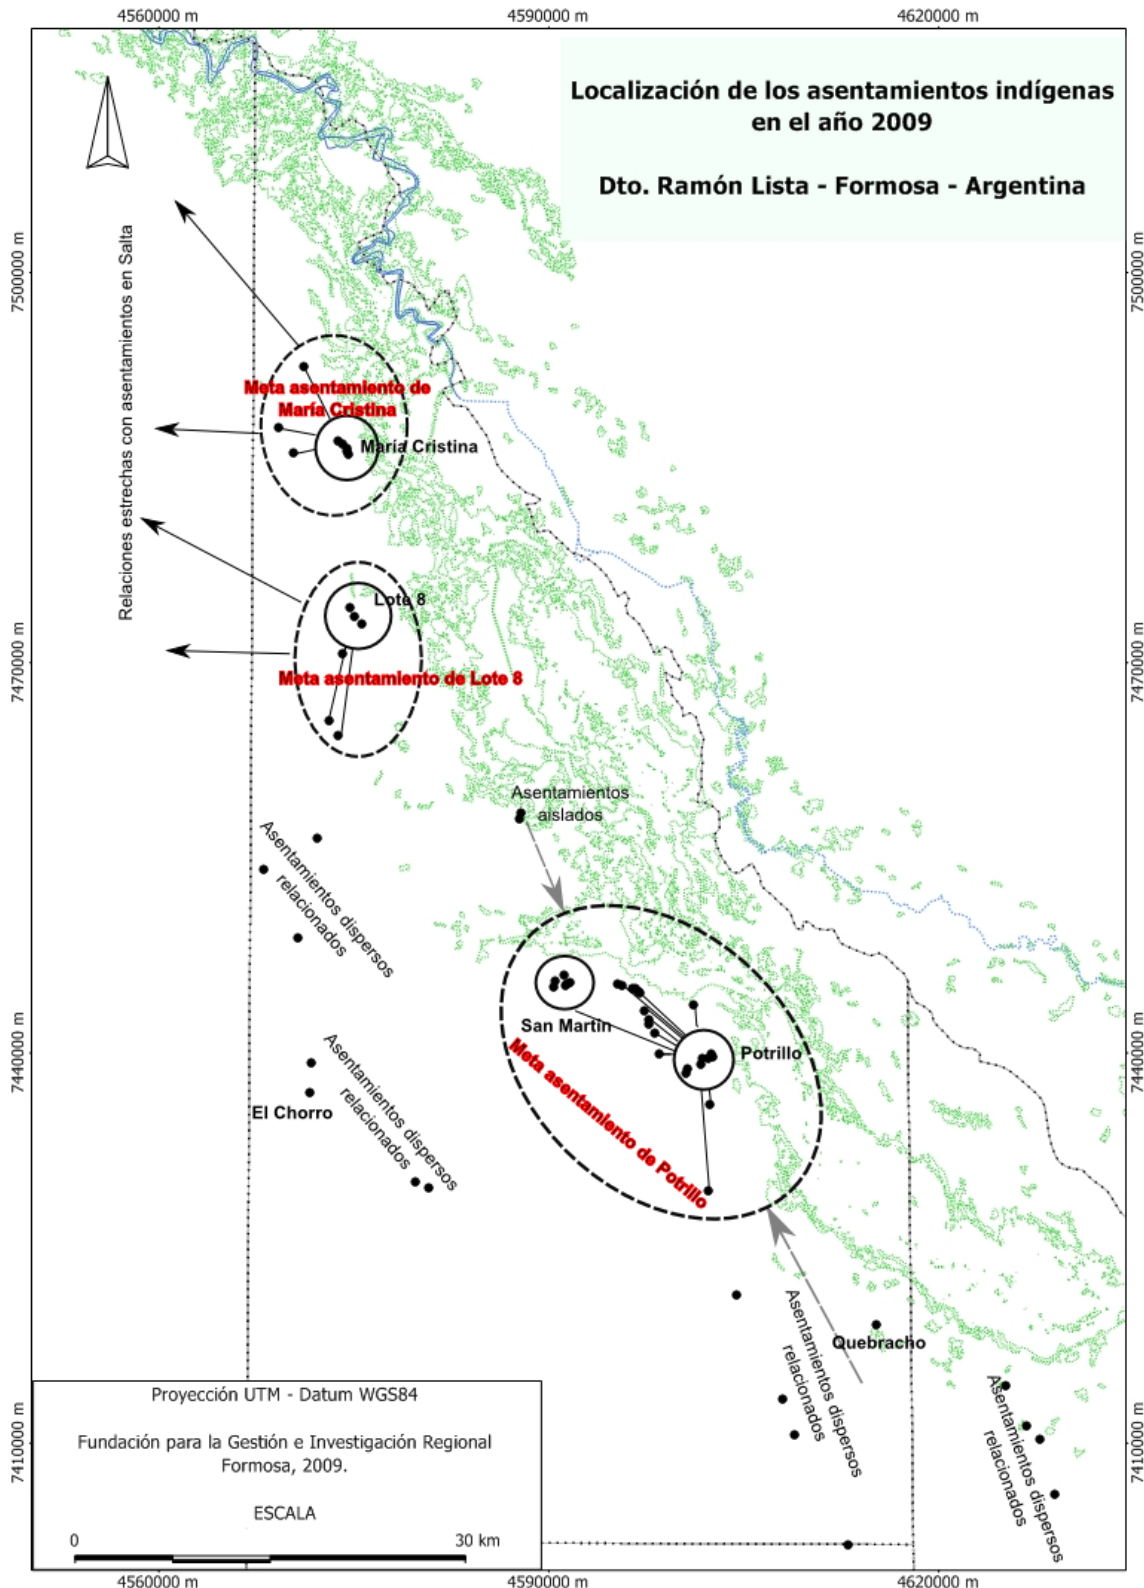 4560000 m
4590000 m
4620000 m
Localización de los asentamientos indígenas
en el año 2009
Dto. Ramón Lista - Formosa - Argentina
7500000 m
7500000 m
Relaciones estrechas con asentamientos en Salta
Meta asentamiento de
María Cristina
María Cristina
Lote 8
Meta asentamiento de Lote 8
7470000 m
7470000 m
Asentamientos
aislados
Asentamientos dispersos
relacionados
San Martín
Potrillo
Meta asentamiento de Potrillo
7440000 m
7440000 m
Asentamientos dispersos
relacionados
El Chorro
Asentamientos dispersos
relacionados
Quebracho
Asentamientos dispersos
relacionados
7410000 m
7410000 m
Proyección UTM - Datum WGS84
Fundación para la Gestión e Investigación Regional
Formosa, 2009.
ESCALA
0
30 km
4560000 m
4590000 m
4620000 m